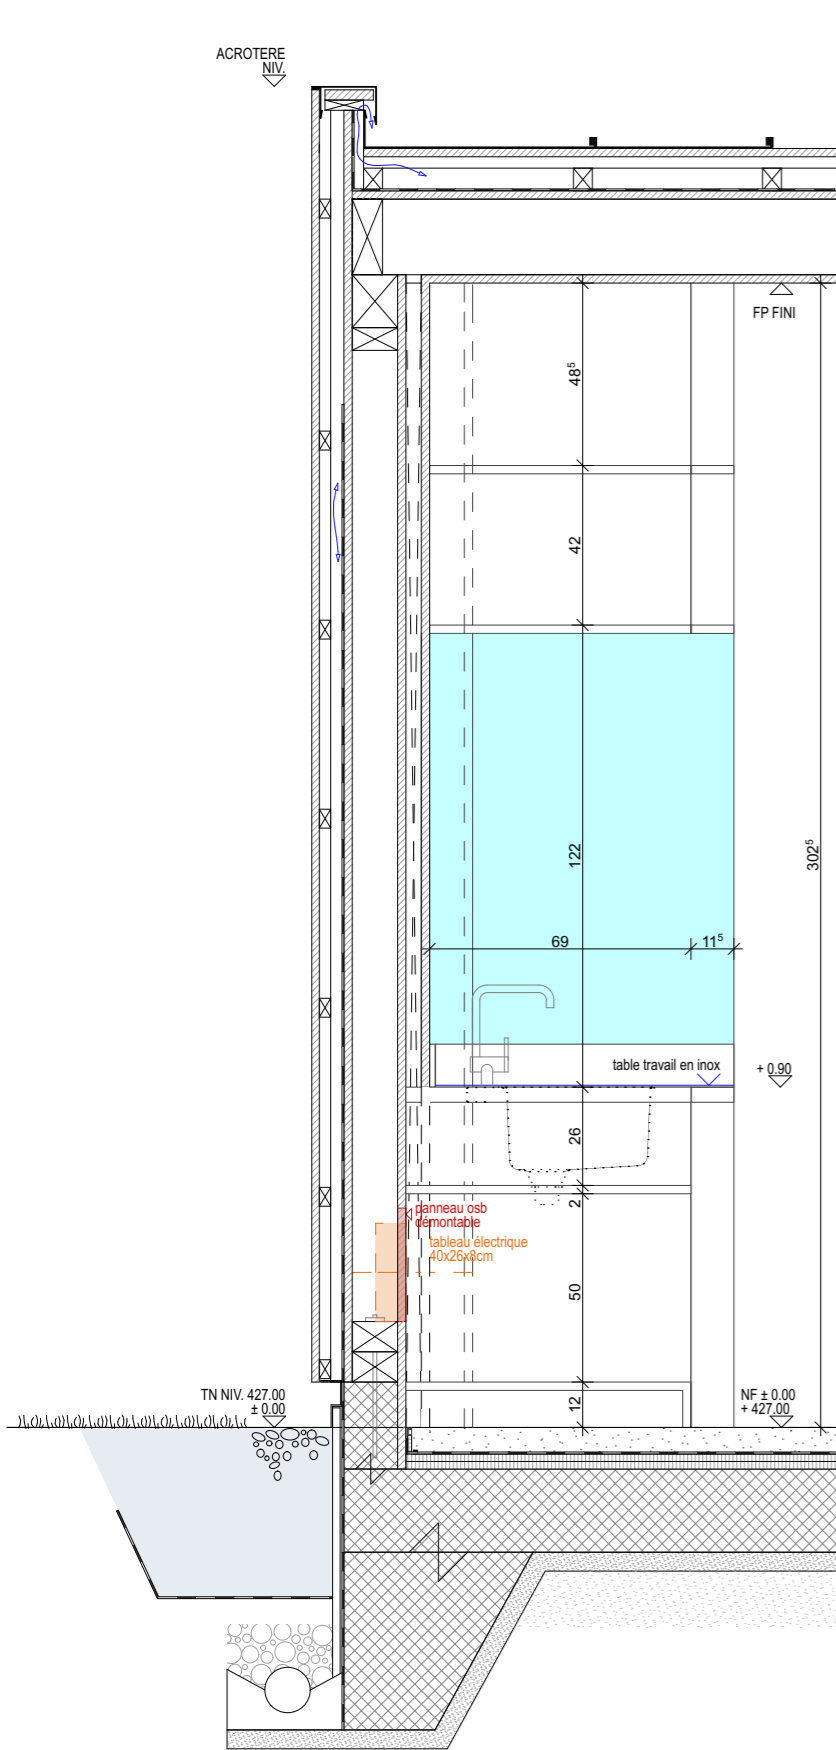 ACROTERE
NIV.
FP FINI
48⁵
42
302⁵
122
69
11⁵
table travail en inox
+ 0.90
26
2
panneau osb
démontable
tableau électrique
40x26x8cm
50
TN NIV. 427.00
± 0.00
NF ± 0.00
+ 427.00
12